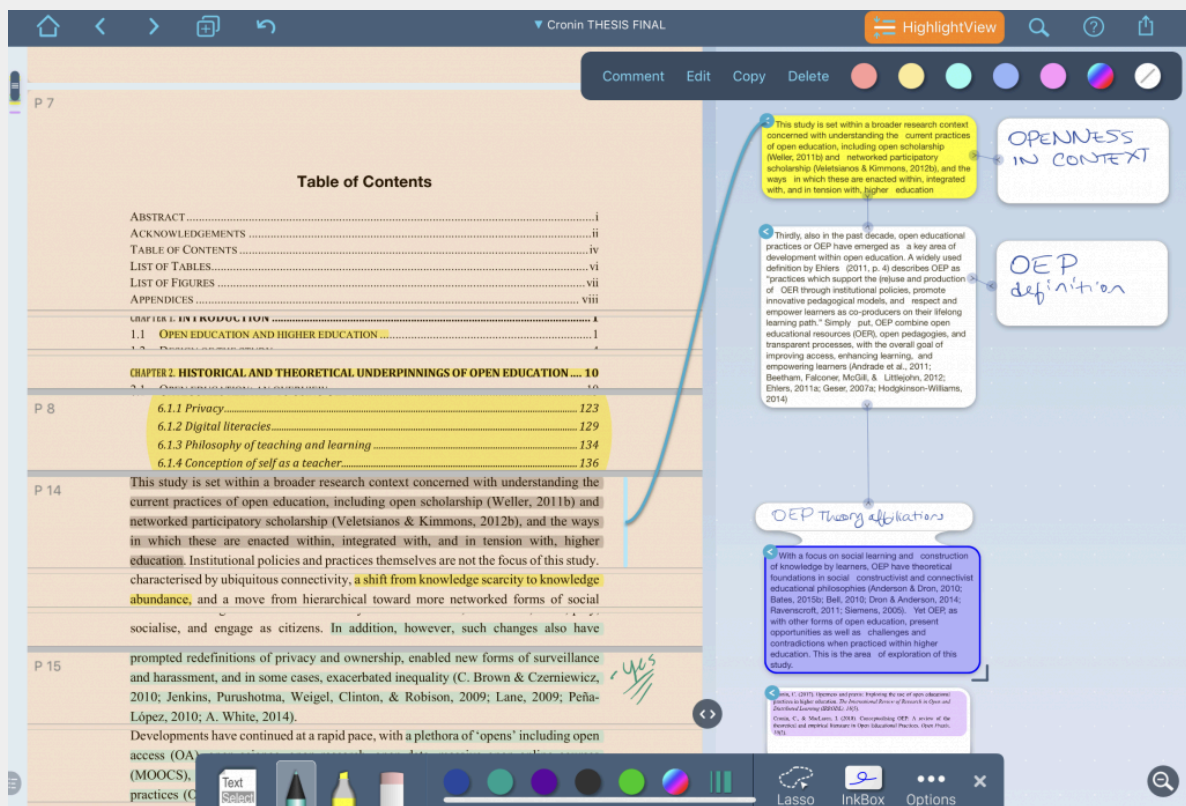 Cronin THESIS FINAL
HighlightView
Comment Edit Copy Delete
P 7
Table of Contents
ABSTRACT i
ACKNOWLEDGEMENTS ii
TABLE OF CONTENTS iv
LIST OF TABLES vi
LIST OF FIGURES vii
APPENDICES viii
CHAPTER 1. INTRODUCTION 1
1.1 OPEN EDUCATION AND HIGHER EDUCATION 1
CHAPTER 2. HISTORICAL AND THEORETICAL UNDERPINNINGS OF OPEN EDUCATION .... 10
P 8
6.1.1 Privacy 123
6.1.2 Digital literacies 129
6.1.3 Philosophy of teaching and learning 134
6.1.4 Conception of self as a teacher 136
P 14
This study is set within a broader research context concerned with understanding the
current practices of open education, including open scholarship (Weller, 2011b) and
networked participatory scholarship (Veletsianos & Kimmons, 2012b), and the ways
in which these are enacted within, integrated with, and in tension with, higher
education. Institutional policies and practices themselves are not the focus of this study.
characterised by ubiquitous connectivity, a shift from knowledge scarcity to knowledge
abundance, and a move from hierarchical toward more networked forms of social
socialise, and engage as citizens. In addition, however, such changes also have
P 15
prompted redefinitions of privacy and ownership, enabled new forms of surveillance
and harassment, and in some cases, exacerbated inequality (C. Brown & Czerniewicz,
2010; Jenkins, Purushotma, Weigel, Clinton, & Robison, 2009; Lane, 2009; Peña-
López, 2010; A. White, 2014).
yes
Developments have continued at a rapid pace, with a plethora of 'opens' including open
access (OA)
(MOOCS),
practices (C
This study is set within a broader research context
concerned with understanding the current practices
of open education, including open scholarship
(Weller, 2011b) and networked participatory
scholarship (Veletsianos & Kimmons, 2012b), and the
ways in which these are enacted within, integrated
with, and in tension with, higher education
OPENNESS
IN CONTEXT
Thirdly, also in the past decade, open educational
practices or OEP have emerged as a key area of
development within open education. A widely used
definition by Ehlers (2011, p. 4) describes OEP as
"practices which support the (re)use and production
of OER through institutional policies, promote
innovative pedagogical models, and respect and
empower learners as co-producers on their lifelong
learning path." Simply put, OEP combine open
educational resources (OER), open pedagogies, and
transparent processes, with the overall goal of
improving access, enhancing learning, and
empowering learners (Andrade et al., 2011;
Beetham, Falconer, McGill, & Littlejohn, 2012;
Ehlers, 2011a; Geser, 2007a; Hodgkinson-Williams,
2014)
OEP
definition
OEP Theory affiliations
With a focus on social learning and construction
of knowledge by learners, OEP have theoretical
foundations in social constructivist and connectivist
educational philosophies (Anderson & Dron, 2010;
Bates, 2015b; Bell, 2010; Dron & Anderson, 2014;
Ravenscroft, 2011; Siemens, 2005). Yet OEP, as
with other forms of open education, present
opportunities as well as challenges and
contradictions when practiced within higher
education. This is the area of exploration of this
study.
Text
Select
Lasso InkBox Options